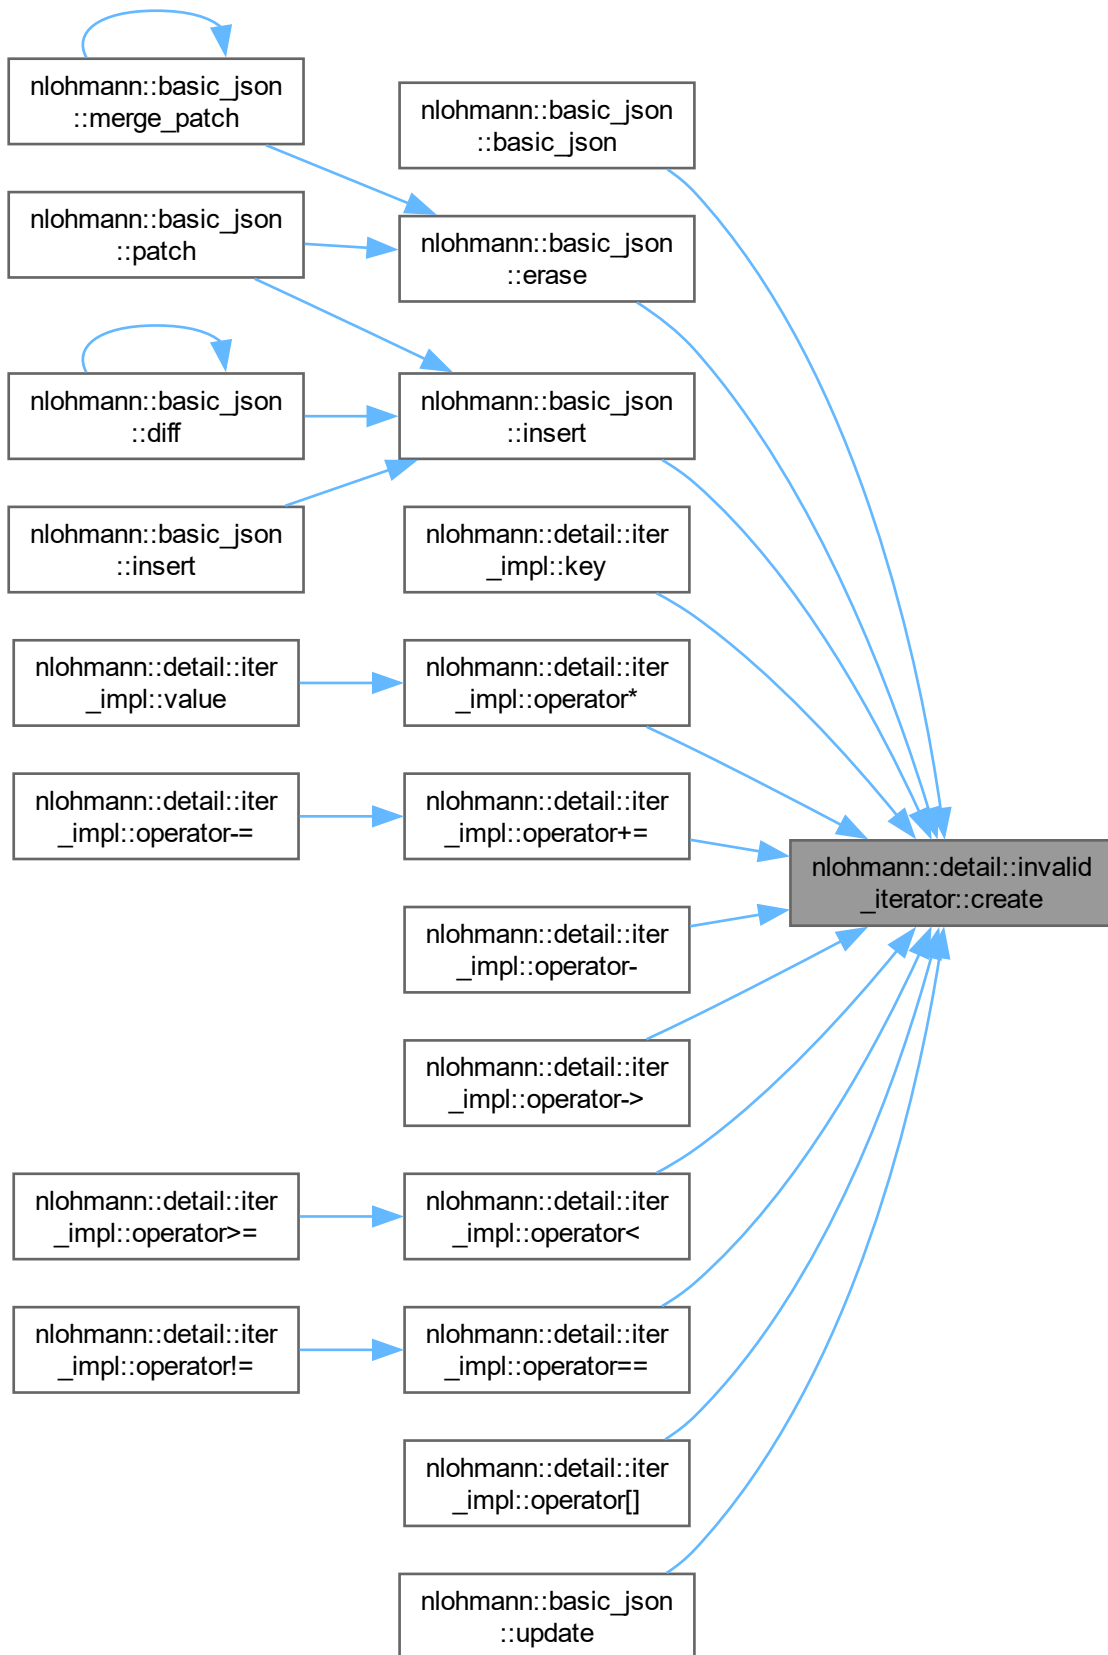 nlohmann::basic_json
::merge_patch
nlohmann::basic_json
::patch
nlohmann::basic_json
::diff
nlohmann::basic_json
::insert
nlohmann::detail::iter
_impl::value
nlohmann::detail::iter
_impl::operator-=
nlohmann::detail::iter
_impl::operator>=
nlohmann::detail::iter
_impl::operator!=
nlohmann::basic_json
::basic_json
nlohmann::basic_json
::erase
nlohmann::basic_json
::insert
nlohmann::detail::iter
_impl::key
nlohmann::detail::iter
_impl::operator*
nlohmann::detail::iter
_impl::operator+=
nlohmann::detail::iter
_impl::operator-
nlohmann::detail::iter
_impl::operator->
nlohmann::detail::iter
_impl::operator<
nlohmann::detail::iter
_impl::operator==
nlohmann::detail::iter
_impl::operator[]
nlohmann::basic_json
::update
nlohmann::detail::invalid
_iterator::create